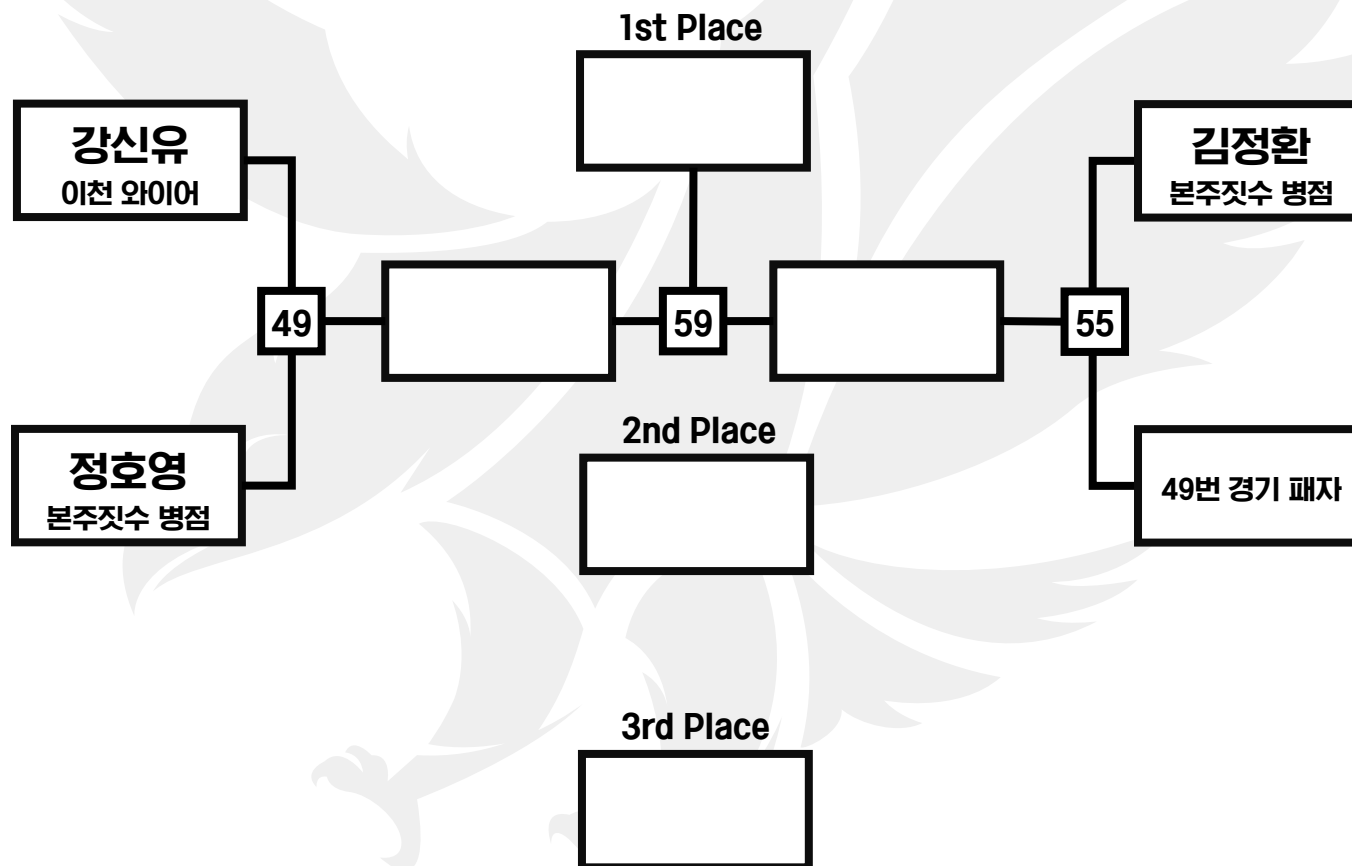 1st Place
강신유
이천 와이어
김정환
본주짓수 병점
49
59
55
2nd Place
정호영
본주짓수 병점
49번 경기 패자
3rd Place